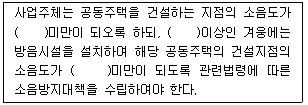 사업주체는 공동주택을 건설하는 지점의 소음도가
(    )미만이 되도록 하되, (    )이상인 경우에는
방음시설을 설치하여 해당 공동주택의 건설지점의
소음도가 (    )미만이 되도록 관련법령에 따른
소음방지대책을 수립하여야 한다.